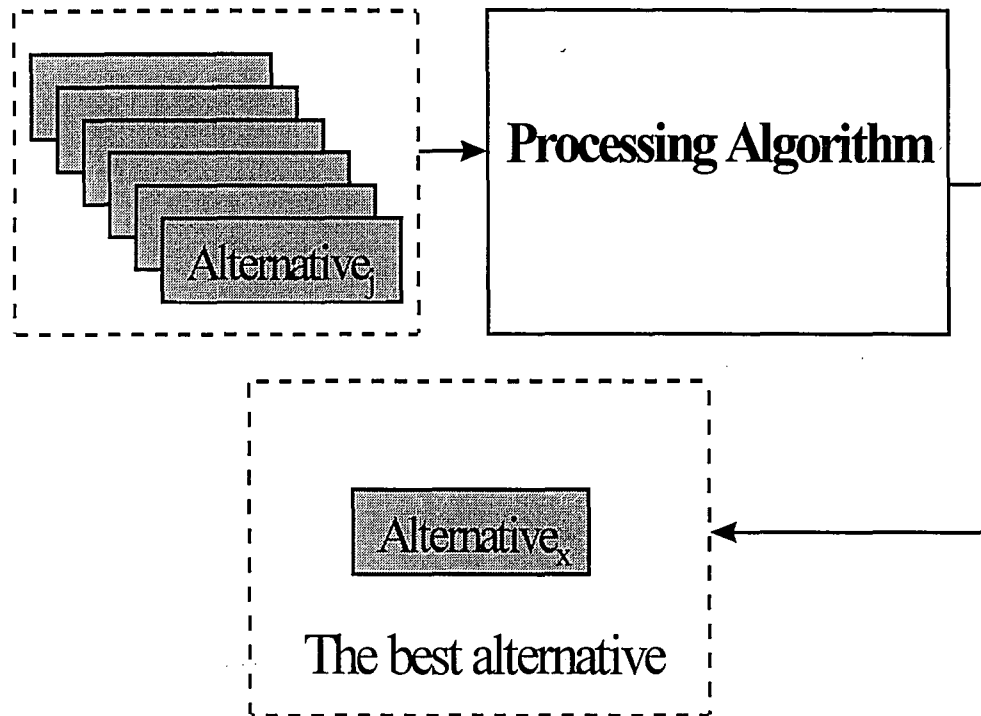 Processing Algorithm
Alternative_j
Alternative_x
The best alternative